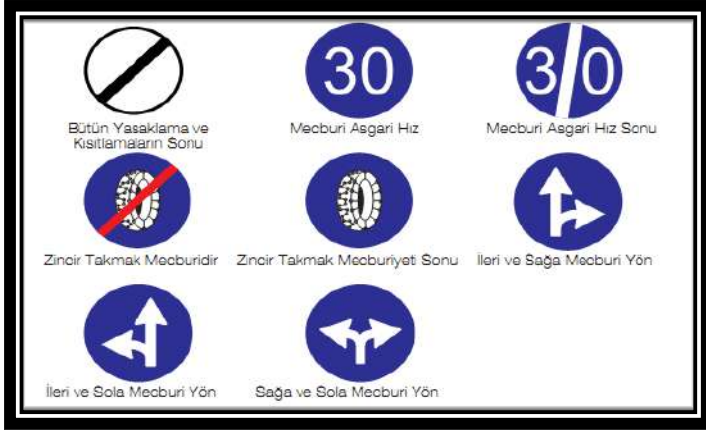 30
3/0
Bütün Yasaklama ve
Kısıtlamaların Sonu
Mecburi Asgari Hız
Mecburi Asgari Hız Sonu
Zincir Takmak Mecburidir
Zincir Takmak Mecburiyeti Sonu
İleri ve Sağa Mecburi Yön
İleri ve Sola Mecburi Yön
Sağa ve Sola Mecburi Yön